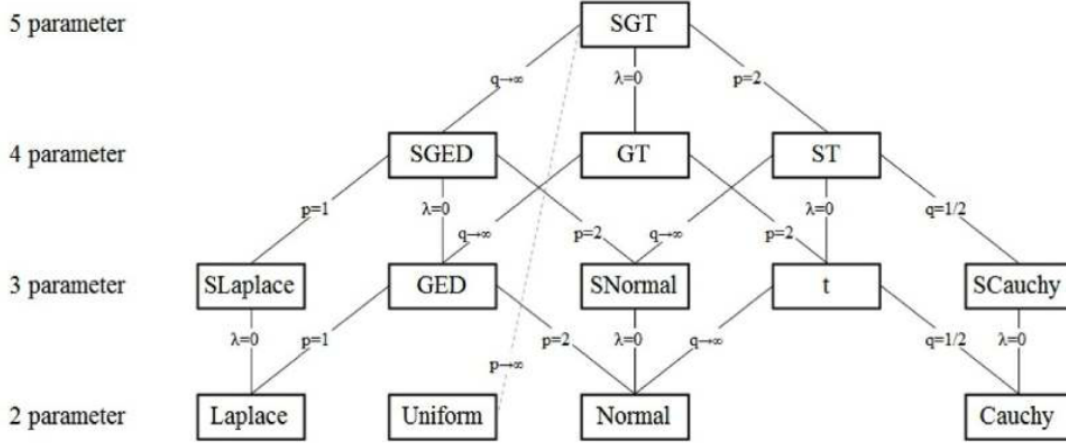 5 parameter SGT
q→∞ λ=0 p=2
4 parameter SGED GT ST
p=1 λ=0 q→∞ p=2 q→∞ p=2 λ=0 q=1/2
3 parameter SLaplace GED SNormal t SCauchy
λ=0 p=1 p→∞ p=2 λ=0 q→∞ q=1/2 λ=0
2 parameter Laplace Uniform Normal Cauchy